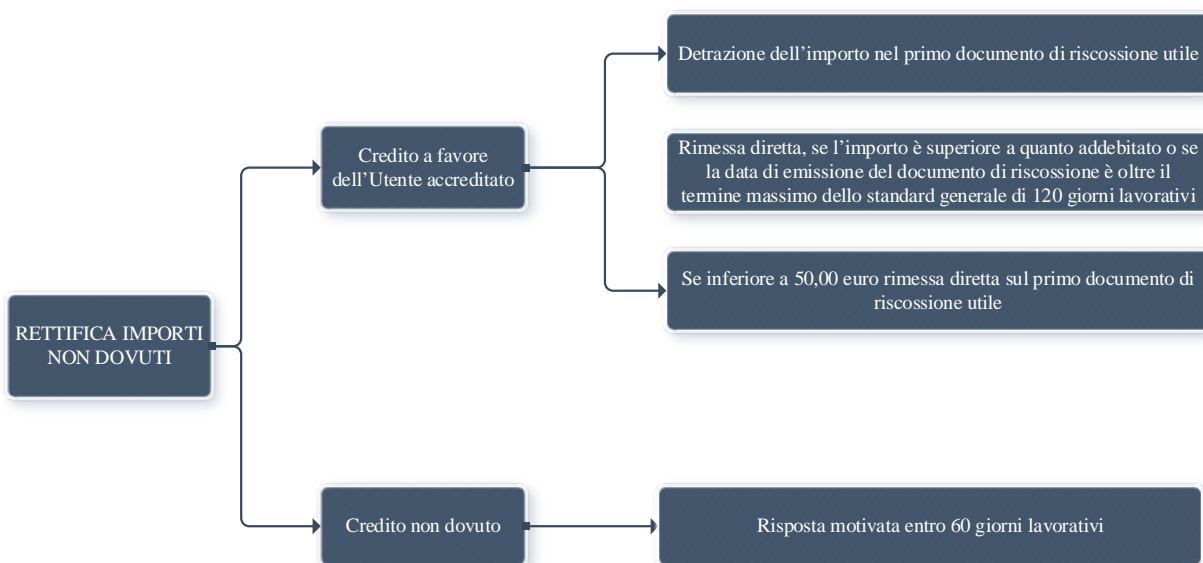 RETTIFICA IMPORTI
NON DOVUTI
Credito a favore
dell’Utente accreditato
Detrazione dell’importo nel primo documento di riscossione utile
Rimessa diretta, se l’importo è superiore a quanto addebitato o se
la data di emissione del documento di riscossione è oltre il
termine massimo dello standard generale di 120 giorni lavorativi
Se inferiore a 50,00 euro rimessa diretta sul primo documento di
riscossione utile
Credito non dovuto
Risposta motivata entro 60 giorni lavorativi